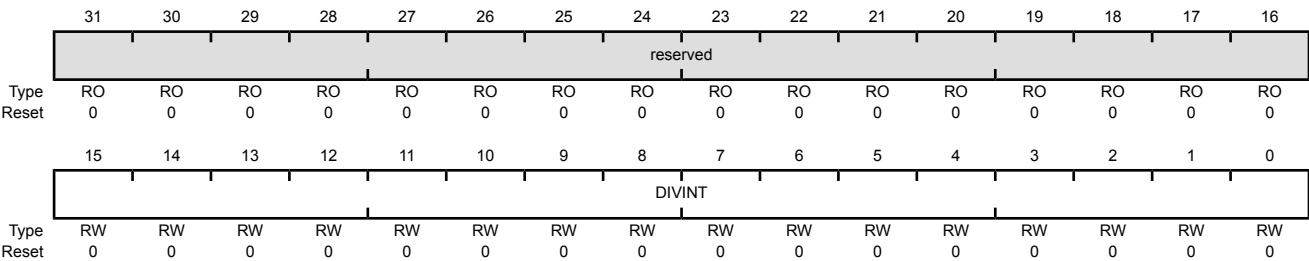 31 30 29 28 27 26 25 24 23 22 21 20 19 18 17 16
reserved
Type RO RO RO RO RO RO RO RO RO RO RO RO RO RO RO RO
Reset 0 0 0 0 0 0 0 0 0 0 0 0 0 0 0 0
15 14 13 12 11 10 9 8 7 6 5 4 3 2 1 0
DIVINT
Type RW RW RW RW RW RW RW RW RW RW RW RW RW RW RW RW
Reset 0 0 0 0 0 0 0 0 0 0 0 0 0 0 0 0